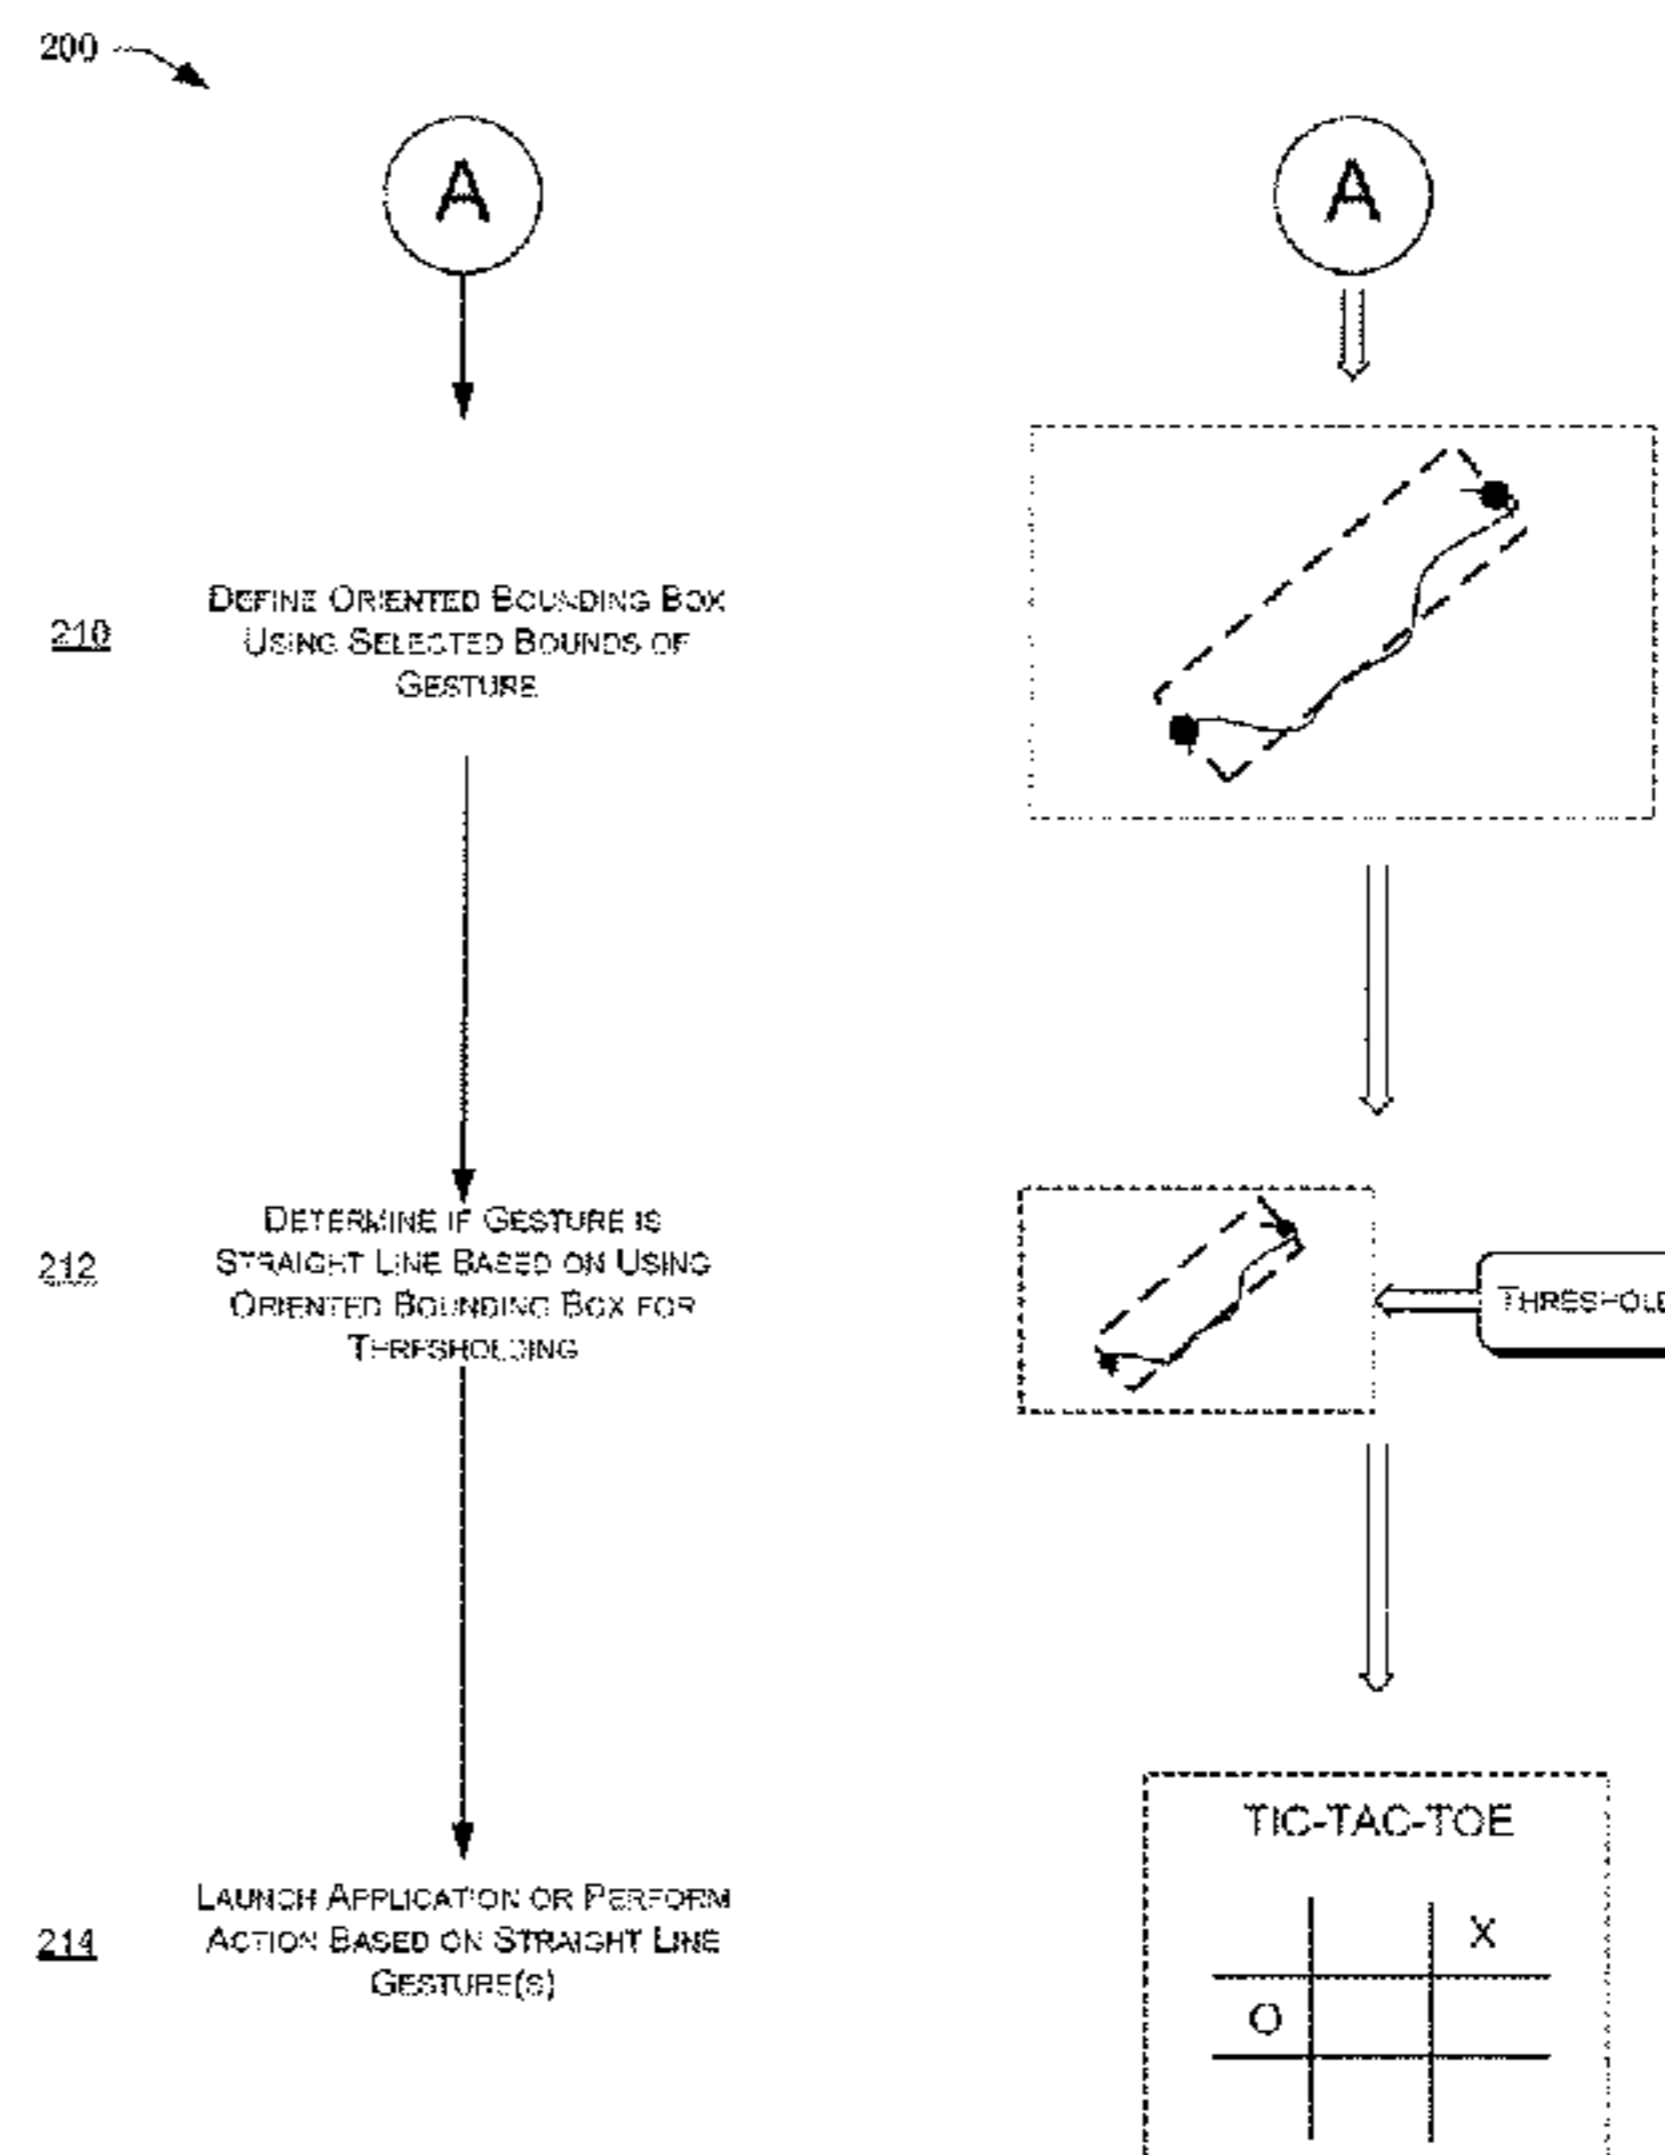 200
A
A
210
DEFINE ORIENTED BOUNDING BOX
USING SELECTED BOUNDS OF
GESTURE
212
DETERMINE IF GESTURE IS
STRAIGHT LINE BASED ON USING
ORIENTED BOUNDING BOX FOR
THRESHOLDING
THRESHOLD
214
LAUNCH APPLICATION OR PERFORM
ACTION BASED ON STRAIGHT LINE
GESTURE(S)
TIC-TAC-TOE
X
O